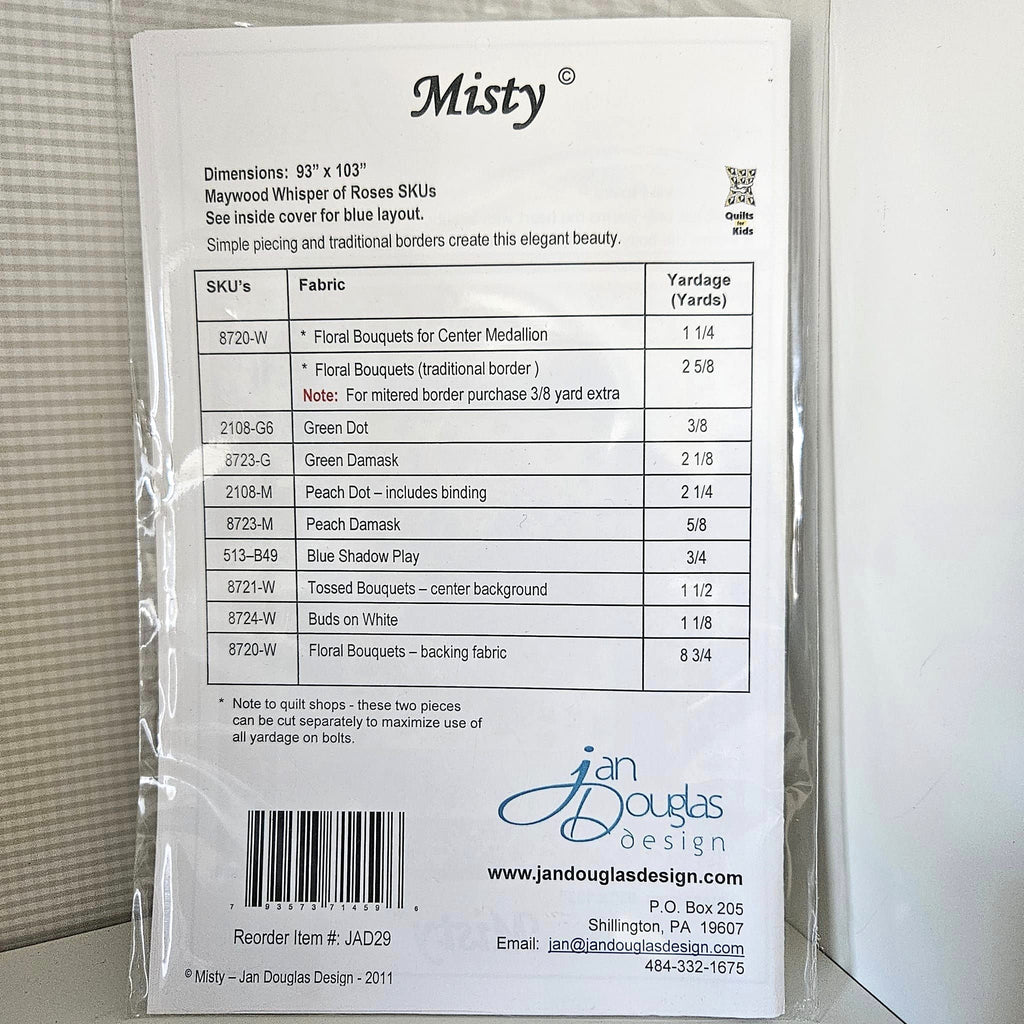 Misty ©
Dimensions: 93" x 103"
Maywood Whisper of Roses SKUs
See inside cover for blue layout.
Simple piecing and traditional borders create this elegant beauty.
Quilts
for
Kids
SKU's Fabric Yardage
(Yards)
8720-W * Floral Bouquets for Center Medallion 1 1/4
* Floral Bouquets (traditional border ) 2 5/8
Note: For mitered border purchase 3/8 yard extra
2108-G6 Green Dot 3/8
8723-G Green Damask 2 1/8
2108-M Peach Dot – includes binding 2 1/4
8723-M Peach Damask 5/8
513–B49 Blue Shadow Play 3/4
8721-W Tossed Bouquets – center background 1 1/2
8724-W Buds on White 1 1/8
8720-W Floral Bouquets – backing fabric 8 3/4
* Note to quilt shops - these two pieces
can be cut separately to maximize use of
all yardage on bolts.
jan
Douglas
design
www.jandouglasdesign.com
7 93573 71459 6
P.O. Box 205
Shillington, PA 19607
Reorder Item #: JAD29
Email: jan@jandouglasdesign.com
484-332-1675
© Misty – Jan Douglas Design - 2011